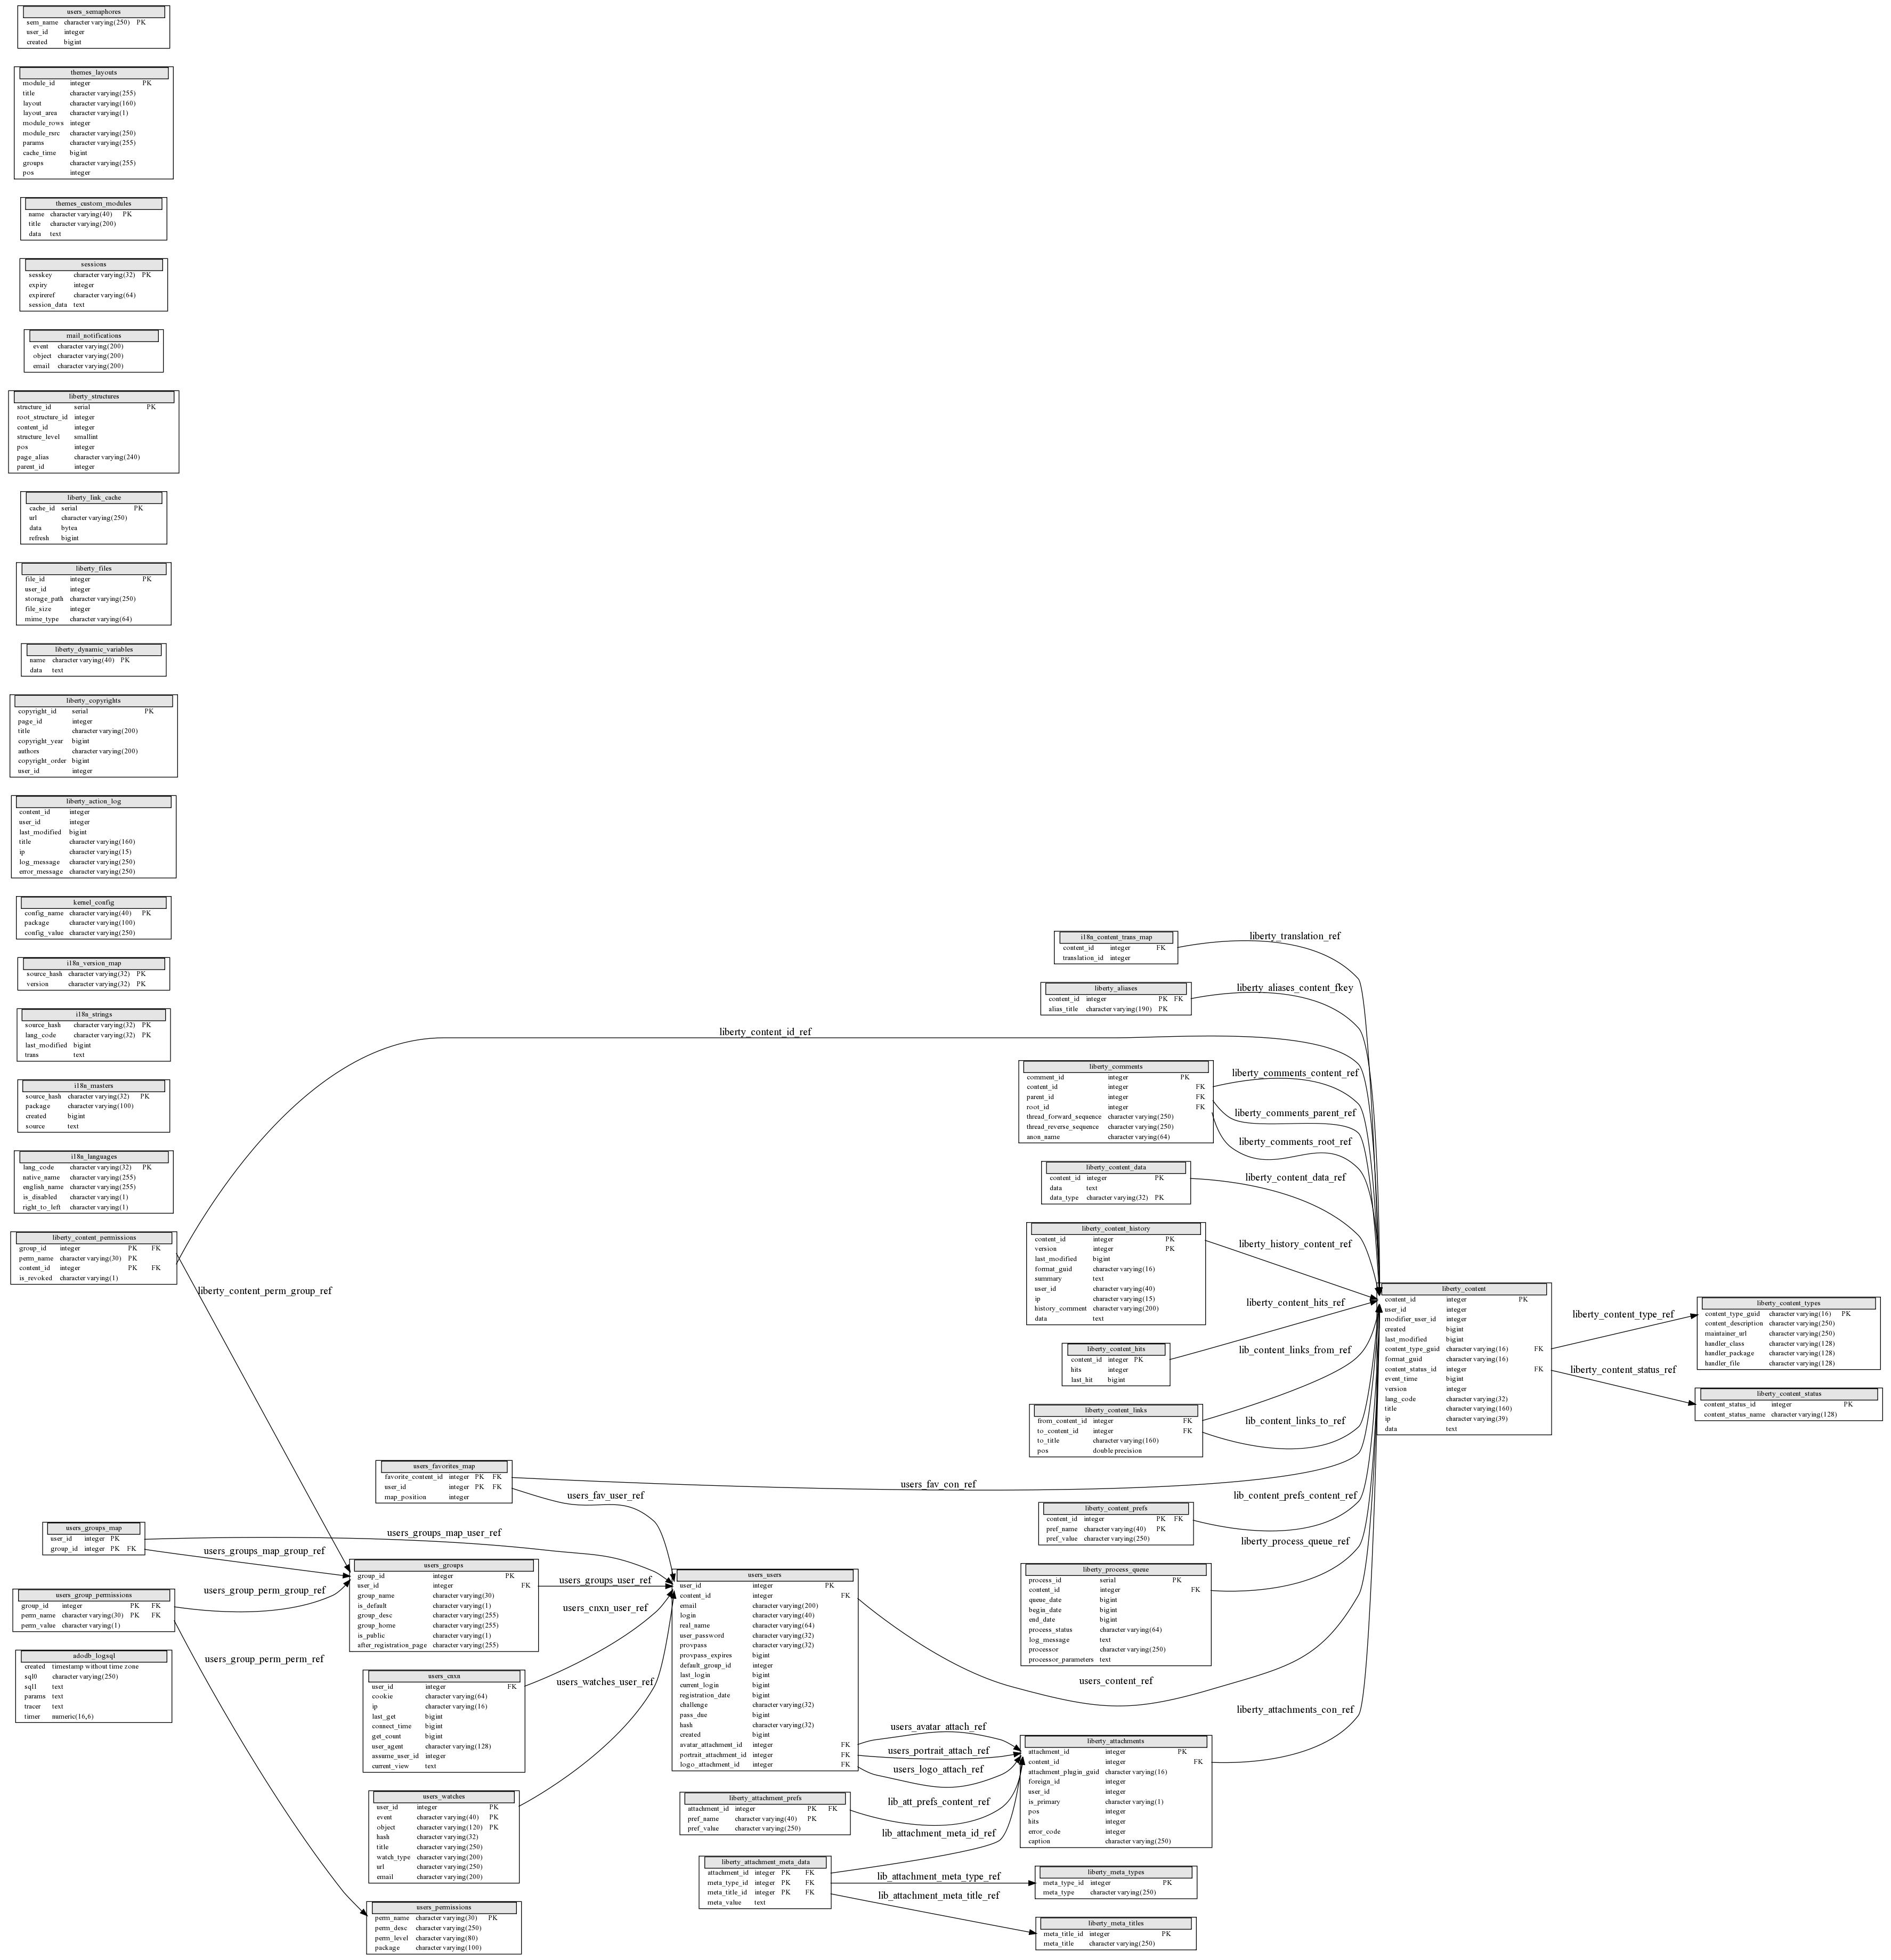 users_semaphores
sem_name character varying(250) PK
user_id integer
created bigint
themes_layouts
module_id integer PK
title character varying(255)
layout character varying(160)
layout_area character varying(1)
module_rows integer
module_rsrc character varying(250)
params character varying(255)
cache_time bigint
groups character varying(255)
pos integer
themes_custom_modules
name character varying(40) PK
title character varying(200)
data text
sessions
sesskey character varying(32) PK
expiry integer
expireref character varying(64)
session_data text
mail_notifications
event character varying(200)
object character varying(200)
email character varying(200)
liberty_structures
structure_id serial PK
root_structure_id integer
content_id integer
structure_level smallint
pos integer
page_alias character varying(240)
parent_id integer
liberty_link_cache
cache_id serial PK
url character varying(250)
data bytea
refresh bigint
liberty_files
file_id integer PK
user_id integer
storage_path character varying(250)
file_size integer
mime_type character varying(64)
liberty_dynamic_variables
name character varying(40) PK
data text
liberty_copyrights
copyright_id serial PK
page_id integer
title character varying(200)
copyright_year bigint
authors character varying(200)
copyright_order bigint
user_id integer
liberty_action_log
content_id integer
user_id integer
last_modified bigint
title character varying(160)
ip character varying(15)
log_message character varying(250)
error_message character varying(250)
kernel_config
config_name character varying(40) PK
package character varying(100)
config_value character varying(250)
i18n_version_map
source_hash character varying(32) PK
version character varying(32) PK
i18n_strings
source_hash character varying(32) PK
lang_code character varying(32) PK
last_modified bigint
trans text
i18n_masters
source_hash character varying(32) PK
package character varying(100)
created bigint
source text
i18n_languages
lang_code character varying(32) PK
native_name character varying(255)
english_name character varying(255)
is_disabled character varying(1)
right_to_left character varying(1)
liberty_content_permissions
group_id integer PK FK
perm_name character varying(30) PK
content_id integer PK FK
is_revoked character varying(1)
liberty_content_id_ref
liberty_content_perm_group_ref
users_groups_map
user_id integer PK
group_id integer PK FK
users_groups_map_user_ref
users_groups_map_group_ref
users_group_permissions
group_id integer PK FK
perm_name character varying(30) PK FK
perm_value character varying(1)
users_group_perm_group_ref
users_group_perm_perm_ref
adodb_logsql
created timestamp without time zone
sql0 character varying(250)
sql1 text
params text
tracer text
timer numeric(16,6)
users_favorites_map
favorite_content_id integer PK FK
user_id integer PK FK
map_position integer
users_fav_con_ref
users_fav_user_ref
users_groups
group_id integer PK
user_id integer FK
group_name character varying(30)
is_default character varying(1)
group_desc character varying(255)
group_home character varying(255)
is_public character varying(1)
after_registration_page character varying(255)
users_groups_user_ref
users_cnxn
user_id integer FK
cookie character varying(64)
ip character varying(16)
last_get bigint
connect_time bigint
get_count bigint
user_agent character varying(128)
assume_user_id integer
current_view text
users_cnxn_user_ref
users_watches
user_id integer PK
event character varying(40) PK
object character varying(120) PK
hash character varying(32)
title character varying(250)
watch_type character varying(200)
url character varying(250)
email character varying(200)
users_watches_user_ref
users_permissions
perm_name character varying(30) PK
perm_desc character varying(250)
perm_level character varying(80)
package character varying(100)
users_users
user_id integer PK
content_id integer FK
email character varying(200)
login character varying(40)
real_name character varying(64)
user_password character varying(32)
provpass character varying(32)
provpass_expires bigint
default_group_id integer
last_login bigint
current_login bigint
registration_date bigint
challenge character varying(32)
pass_due bigint
hash character varying(32)
created bigint
avatar_attachment_id integer FK
portrait_attachment_id integer FK
logo_attachment_id integer FK
users_content_ref
users_avatar_attach_ref
users_portrait_attach_ref
users_logo_attach_ref
liberty_attachment_prefs
attachment_id integer PK FK
pref_name character varying(40) PK
pref_value character varying(250)
lib_att_prefs_content_ref
liberty_attachment_meta_data
attachment_id integer PK FK
meta_type_id integer PK FK
meta_title_id integer PK FK
meta_value text
lib_attachment_meta_id_ref
lib_attachment_meta_type_ref
lib_attachment_meta_title_ref
i18n_content_trans_map
content_id integer FK
translation_id integer
liberty_translation_ref
liberty_aliases
content_id integer PK FK
alias_title character varying(190) PK
liberty_aliases_content_fkey
liberty_comments
comment_id integer PK
content_id integer FK
parent_id integer FK
root_id integer FK
thread_forward_sequence character varying(250)
thread_reverse_sequence character varying(250)
anon_name character varying(64)
liberty_comments_content_ref
liberty_comments_parent_ref
liberty_comments_root_ref
liberty_content_data
content_id integer PK
data text
data_type character varying(32) PK
liberty_content_data_ref
liberty_content_history
content_id integer PK
version integer PK
last_modified bigint
format_guid character varying(16)
summary text
user_id character varying(40)
ip character varying(15)
history_comment character varying(200)
data text
liberty_history_content_ref
liberty_content_hits
content_id integer PK
hits integer
last_hit bigint
liberty_content_hits_ref
liberty_content_links
from_content_id integer FK
to_content_id integer FK
to_title character varying(160)
pos double precision
lib_content_links_from_ref
lib_content_links_to_ref
liberty_content_prefs
content_id integer PK FK
pref_name character varying(40) PK
pref_value character varying(250)
lib_content_prefs_content_ref
liberty_process_queue
process_id serial PK
content_id integer FK
queue_date bigint
begin_date bigint
end_date bigint
process_status character varying(64)
log_message text
processor character varying(250)
processor_parameters text
liberty_process_queue_ref
liberty_attachments
attachment_id integer PK
content_id integer FK
attachment_plugin_guid character varying(16)
foreign_id integer
user_id integer
is_primary character varying(1)
pos integer
hits integer
error_code integer
caption character varying(250)
liberty_attachments_con_ref
liberty_meta_types
meta_type_id integer PK
meta_type character varying(250)
liberty_meta_titles
meta_title_id integer PK
meta_title character varying(250)
liberty_content
content_id integer PK
user_id integer
modifier_user_id integer
created bigint
last_modified bigint
content_type_guid character varying(16) FK
format_guid character varying(16)
content_status_id integer FK
event_time bigint
version integer
lang_code character varying(32)
title character varying(160)
ip character varying(39)
data text
liberty_content_type_ref
liberty_content_status_ref
liberty_content_types
content_type_guid character varying(16) PK
content_description character varying(250)
maintainer_url character varying(250)
handler_class character varying(128)
handler_package character varying(128)
handler_file character varying(128)
liberty_content_status
content_status_id integer PK
content_status_name character varying(128)